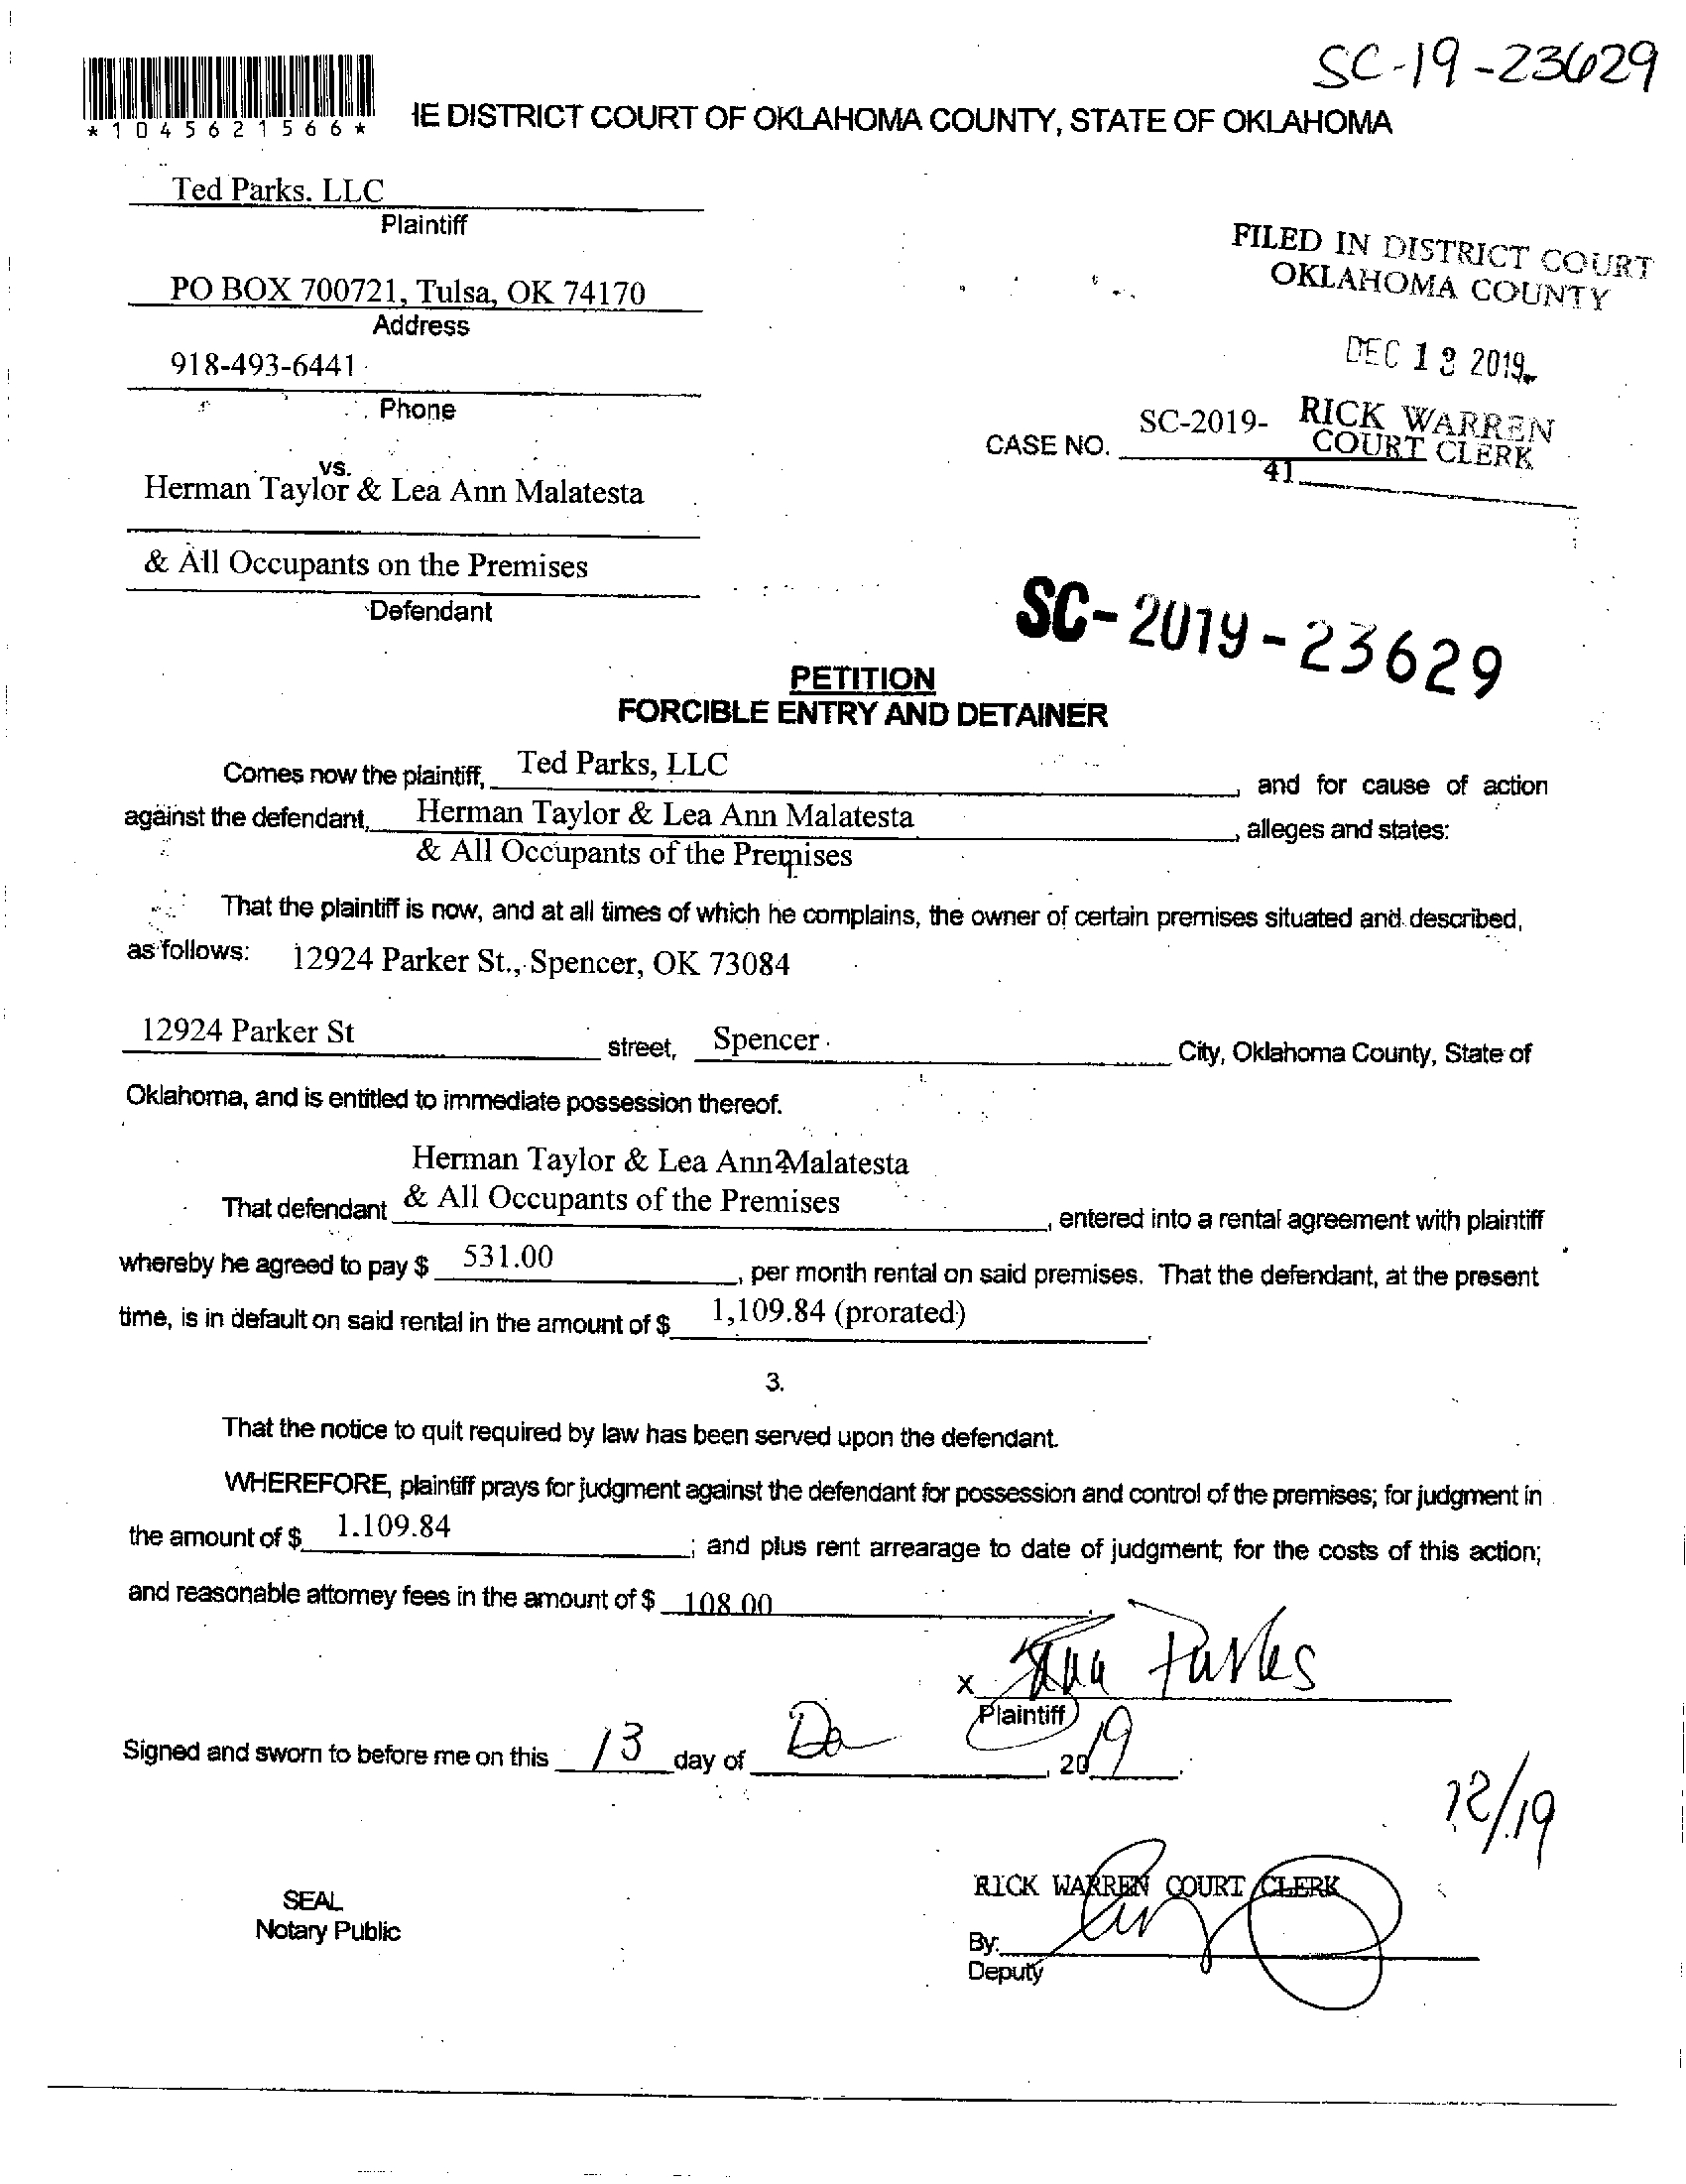 SC-19-23629
*1045621566*
IE DISTRICT COURT OF OKLAHOMA COUNTY, STATE OF OKLAHOMA
Ted Parks. LLC
Plaintiff
FILED IN DISTRICT COURT
OKLAHOMA COUNTY
PO BOX 700721, Tulsa, OK 74170
Address
DEC 13 2019
918-493-6441
Phone
RICK WARREN
COURT CLERK
CASE NO. SC-2019-
41
vs.
Herman Taylor & Lea Ann Malatesta
& All Occupants on the Premises
Defendant
SC-2019-23629
PETITION
FORCIBLE ENTRY AND DETAINER
Comes now the plaintiff, Ted Parks, LLC, and for cause of action
against the defendant, Herman Taylor & Lea Ann Malatesta, alleges and states:
& All Occupants of the Premises
That the plaintiff is now, and at all times of which he complains, the owner of certain premises situated and described,
as follows: 12924 Parker St., Spencer, OK 73084
12924 Parker St street, Spencer City, Oklahoma County, State of
Oklahoma, and is entitled to immediate possession thereof.
Herman Taylor & Lea Ann Malatesta
2.
That defendant & All Occupants of the Premises, entered into a rental agreement with plaintiff
whereby he agreed to pay $ 531.00, per month rental on said premises. That the defendant, at the present
time, is in default on said rental in the amount of $ 1,109.84 (prorated).
3.
That the notice to quit required by law has been served upon the defendant.
WHEREFORE, plaintiff prays for judgment against the defendant for possession and control of the premises; for judgment in
the amount of $ 1.109.84; and plus rent arrearage to date of judgment; for the costs of this action;
and reasonable attorney fees in the amount of $ 108.00.
x Parks
Plaintiff
Signed and sworn to before me on this 13 day of De, 2019.
12/19
RICK WARREN COURT CLERK
SEAL
Notary Public
By:
Deputy